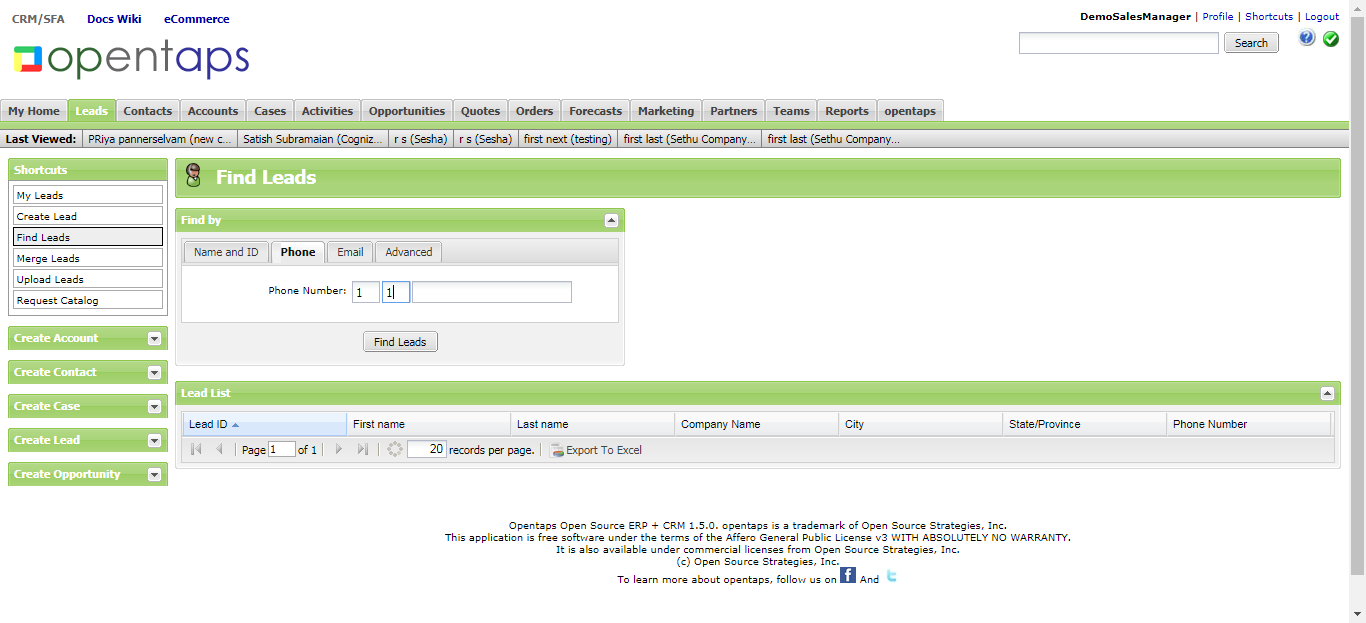 CRM/SFA Docs Wiki eCommerce
DemoSalesManager | Profile | Shortcuts | Logout
opentaps
Search
?
My Home Leads Contacts Accounts Cases Activities Opportunities Quotes Orders Forecasts Marketing Partners Teams Reports opentaps
Last Viewed: PRiya pannerselvam (new c... Satish Subramaian (Cogniz... r s (Sesha) r s (Sesha) first next (testing) first last (Sethu Company... first last (Sethu Company...
Shortcuts
My Leads
Create Lead
Find Leads
Merge Leads
Upload Leads
Request Catalog
Create Account
Create Contact
Create Case
Create Lead
Create Opportunity
Find Leads
Find by
Name and ID Phone Email Advanced
Phone Number: 1 1
Find Leads
Lead List
Lead ID First name Last name Company Name City State/Province Phone Number
Page 1 of 1 20 records per page. Export To Excel
Opentaps Open Source ERP + CRM 1.5.0. opentaps is a trademark of Open Source Strategies, Inc.
This application is free software under the terms of the Affero General Public License v3 WITH ABSOLUTELY NO WARRANTY.
It is also available under commercial licenses from Open Source Strategies, Inc.
(c) Open Source Strategies, Inc.
To learn more about opentaps, follow us on f And t